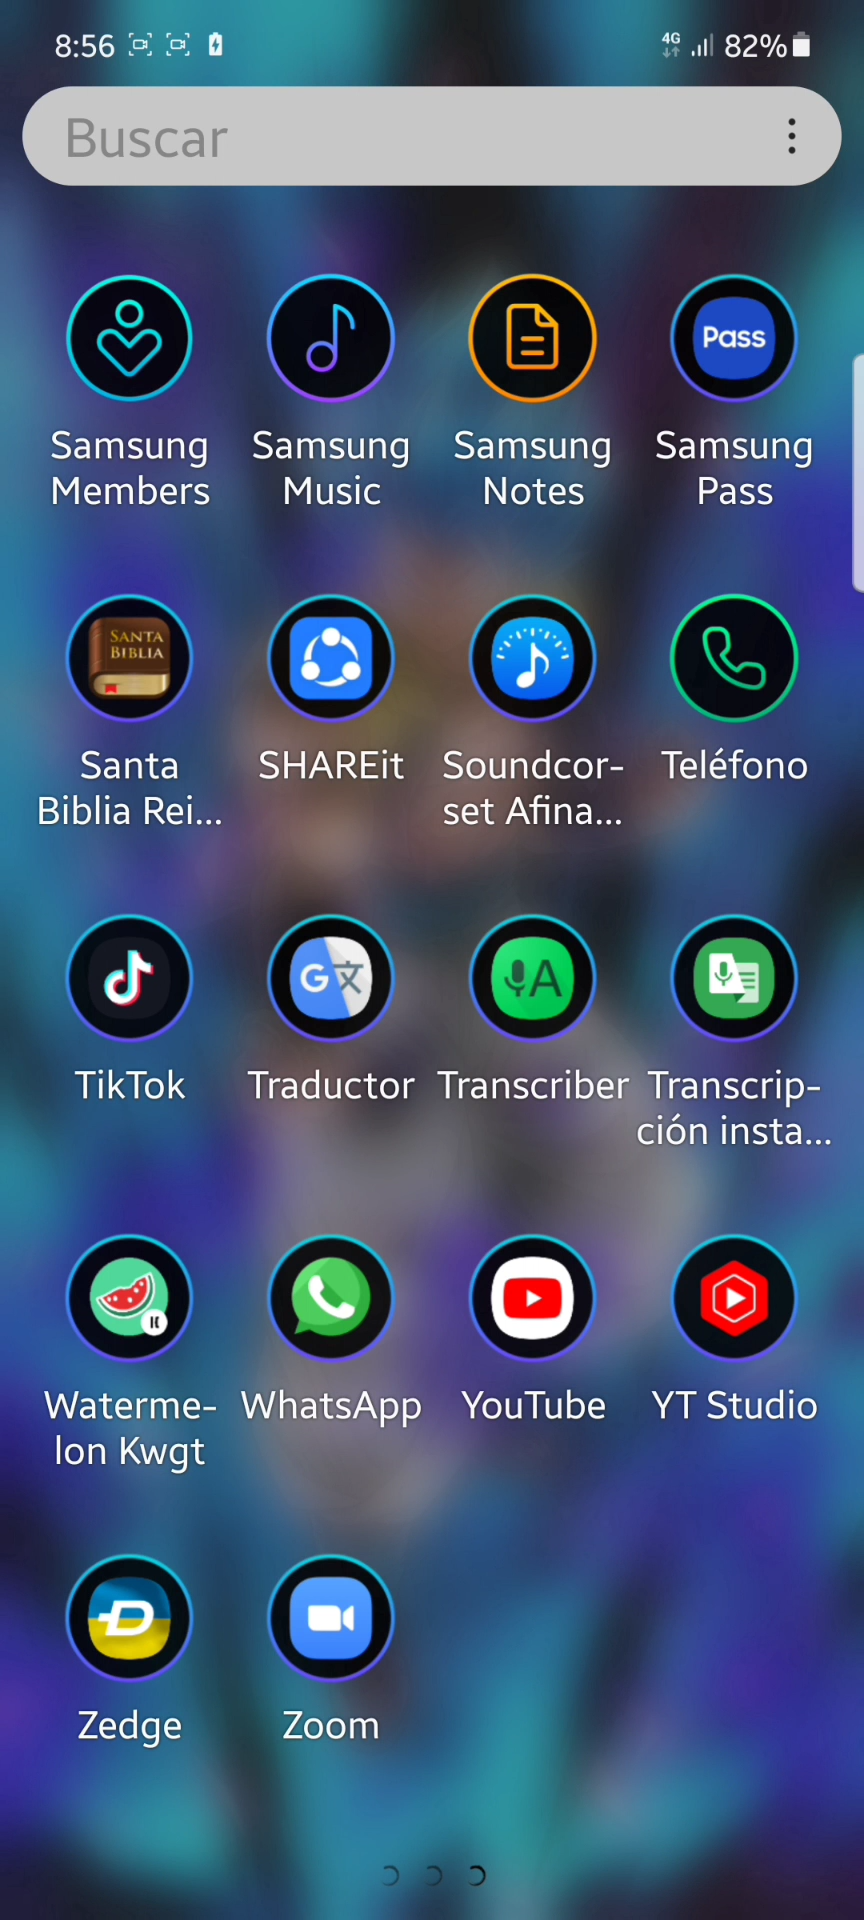 8:56 4G 82%
Buscar
Pass
Samsung Samsung Samsung Samsung
Members Music Notes Pass
SANTA
BIBLIA
Santa SHAREit Soundcor- Teléfono
Biblia Rei... set Afina...
G文 A
TikTok Traductor Transcriber Transcrip-
ción insta...
Waterme- WhatsApp YouTube YT Studio
lon Kwgt
Zedge Zoom